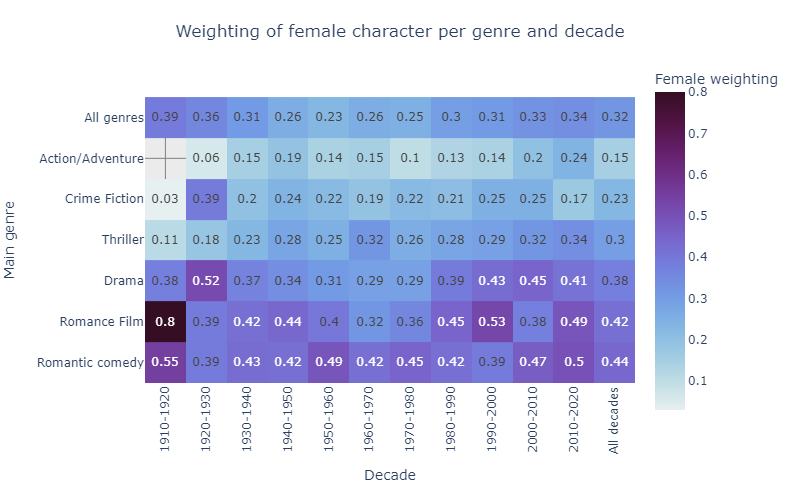 Weighting of female character per genre and decade
Female weighting
Main genre
All genres 0.39 0.36 0.31 0.26 0.23 0.26 0.25 0.3 0.31 0.33 0.34 0.32
Action/Adventure 0.06 0.15 0.19 0.14 0.15 0.1 0.13 0.14 0.2 0.24 0.15
Crime Fiction 0.03 0.39 0.2 0.24 0.22 0.19 0.22 0.21 0.25 0.25 0.17 0.23
Thriller 0.11 0.18 0.23 0.28 0.25 0.32 0.26 0.28 0.29 0.32 0.34 0.3
Drama 0.38 0.52 0.37 0.34 0.31 0.29 0.29 0.39 0.43 0.45 0.41 0.38
Romance Film 0.8 0.39 0.42 0.44 0.4 0.32 0.36 0.45 0.53 0.38 0.49 0.42
Romantic comedy 0.55 0.39 0.43 0.42 0.49 0.42 0.45 0.42 0.39 0.47 0.5 0.44
1910-1920 1920-1930 1930-1940 1940-1950 1950-1960 1960-1970 1970-1980 1980-1990 1990-2000 2000-2010 2010-2020 All decades
Decade
0.8
0.7
0.6
0.5
0.4
0.3
0.2
0.1